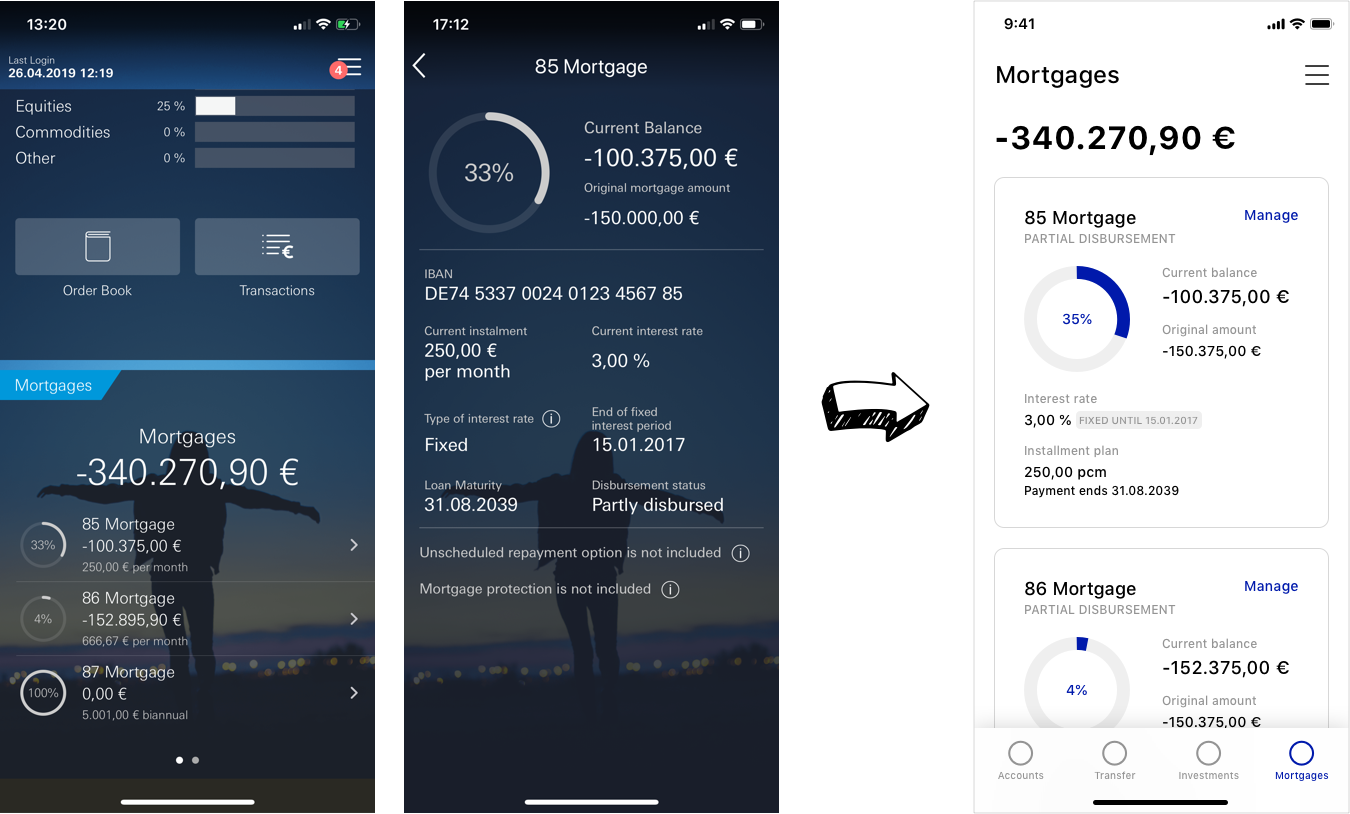 13:20
Last Login
26.04.2019 12:19
4
Equities 25 %
Commodities 0 %
Other 0 %
Order Book Transactions
Mortgages
Mortgages
-340.270,90 €
33%
85 Mortgage
-100.375,00 €
250,00 € per month
4%
86 Mortgage
-152.895,90 €
666,67 € per month
100%
87 Mortgage
0,00 €
5.001,00 € biannual
17:12
85 Mortgage
33%
Current Balance
-100.375,00 €
Original mortgage amount
-150.000,00 €
IBAN
DE74 5337 0024 0123 4567 85
Current instalment
250,00 €
per month
Current interest rate
3,00 %
Type of interest rate i
Fixed
End of fixed
interest period
15.01.2017
Loan Maturity
31.08.2039
Disbursement status
Partly disbursed
Unscheduled repayment option is not included i
Mortgage protection is not included i
9:41
Mortgages
-340.270,90 €
85 Mortgage Manage
PARTIAL DISBURSEMENT
35%
Current balance
-100.375,00 €
Original amount
-150.375,00 €
Interest rate
3,00 % FIXED UNTIL 15.01.2017
Installment plan
250,00 pcm
Payment ends 31.08.2039
86 Mortgage Manage
PARTIAL DISBURSEMENT
4%
Current balance
-152.375,00 €
Original amount
-150.375,00 €
Accounts Transfer Investments Mortgages